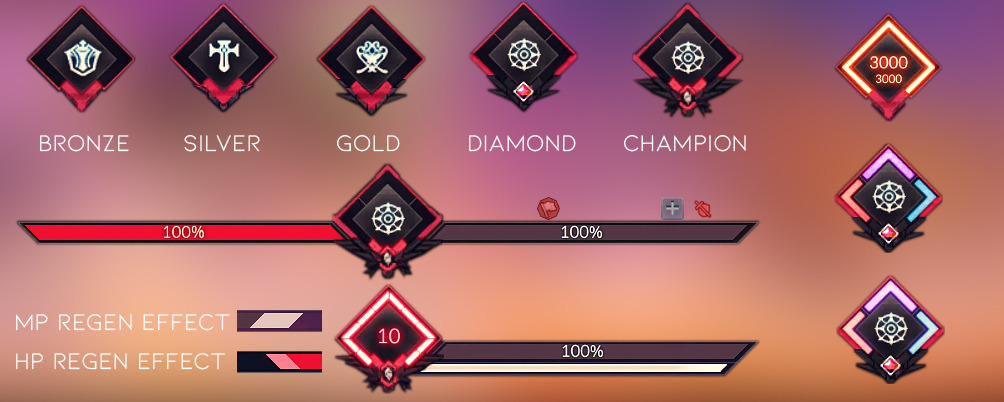 3000
3000
BRONZE
SILVER
GOLD
DIAMOND
CHAMPION
100%
100%
MP REGEN EFFECT
10
HP REGEN EFFECT
100%